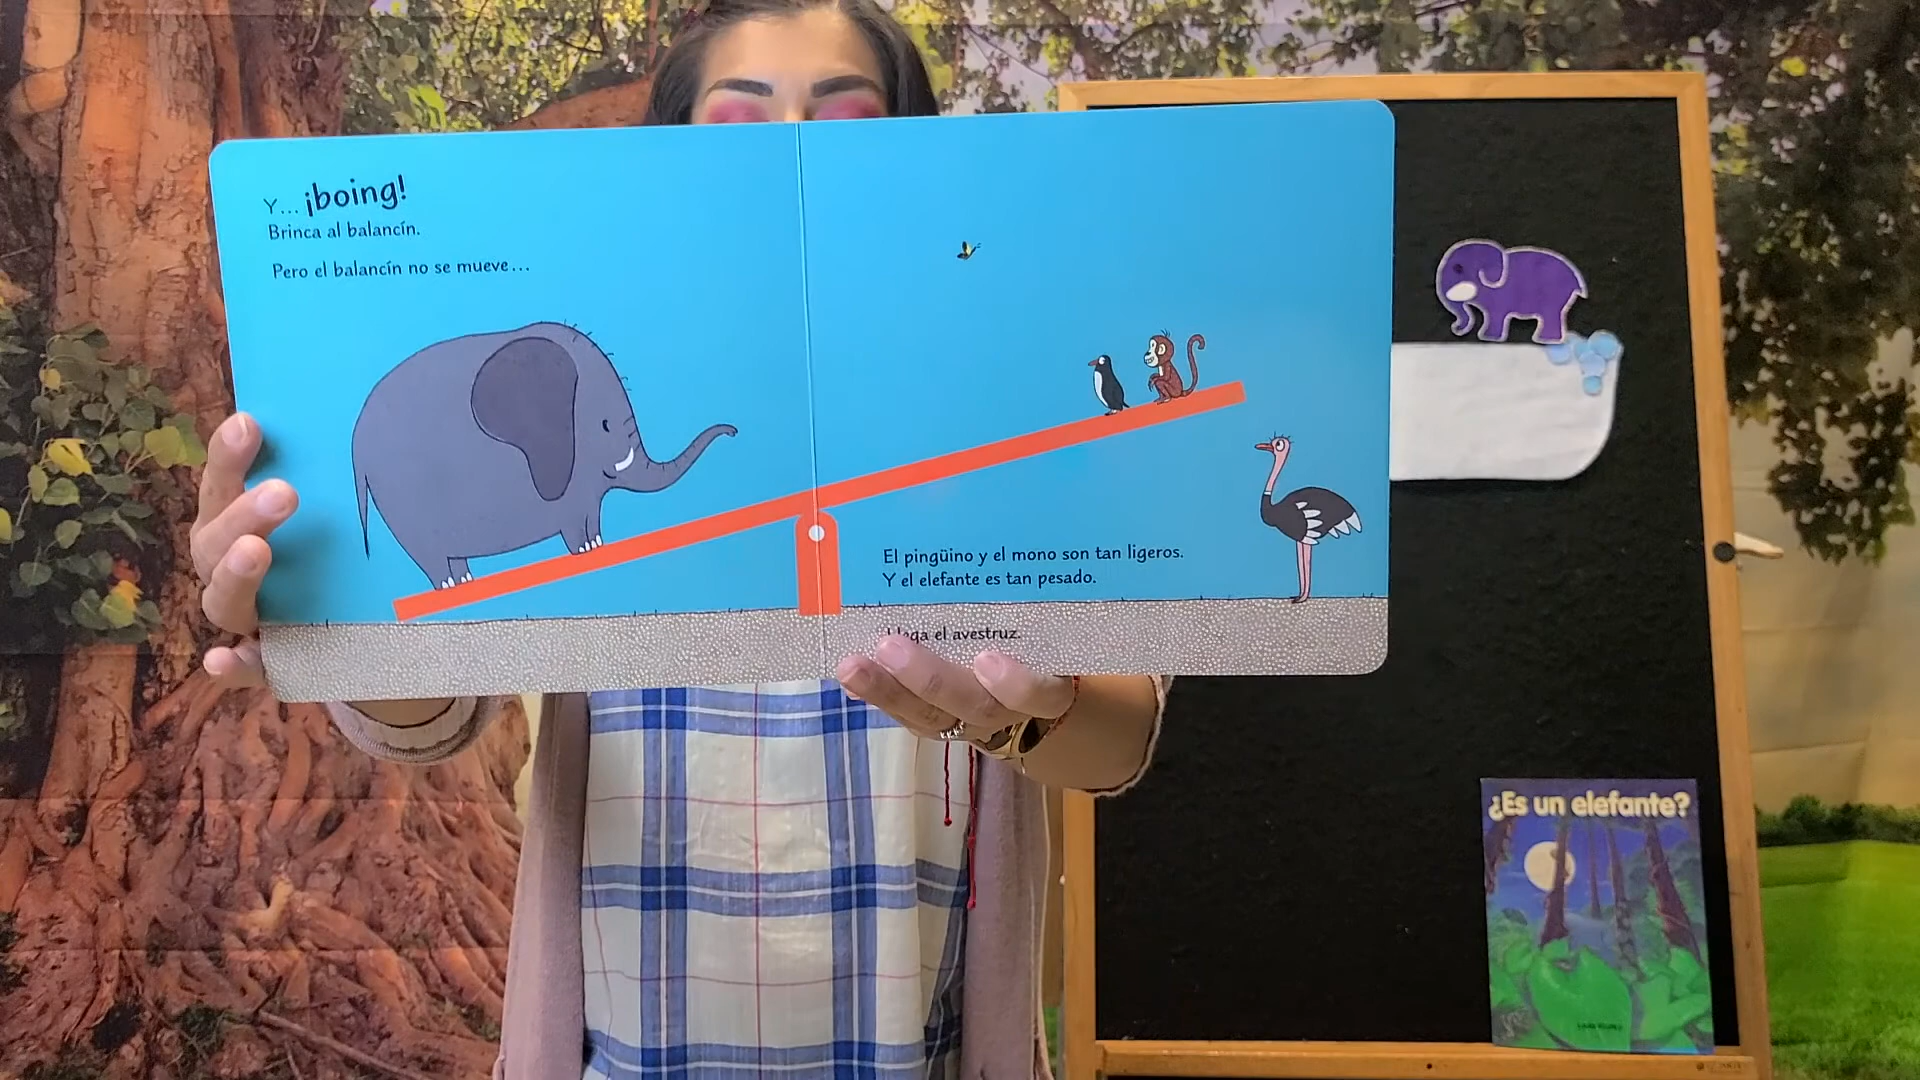 Y... ¡boing!
Brinca al balancín.
Pero el balancín no se mueve...
El pingüino y el mono son tan ligeros.
Y el elefante es tan pesado.
el avestruz.
¿Es un elefante?